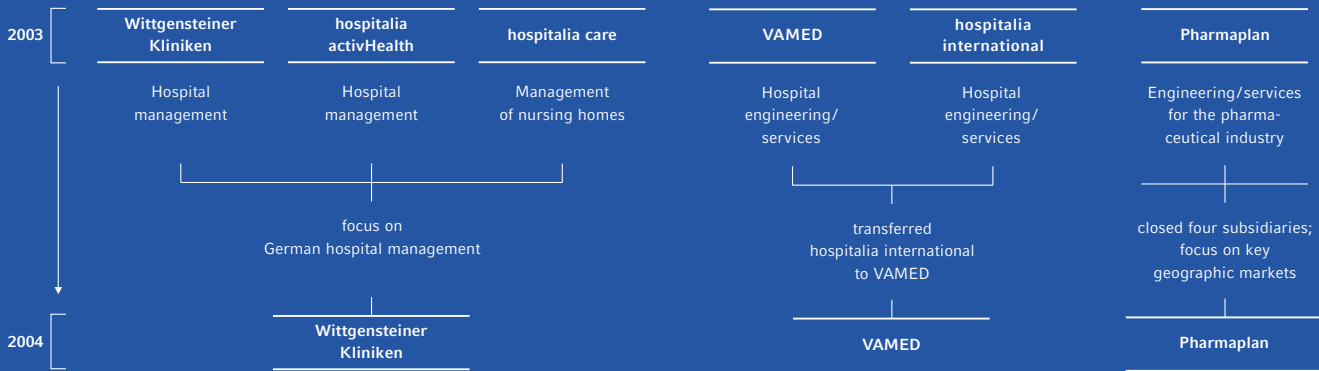 2003
Wittgensteiner
Kliniken
hospitalia
activHealth
hospitalia care
VAMED
hospitalia
international
Pharmaplan
Hospital
management
Hospital
management
Management
of nursing homes
Hospital
engineering/
services
Hospital
engineering/
services
Engineering/services
for the pharma-
ceutical industry
focus on
German hospital management
transferred
hospitalia international
to VAMED
closed four subsidiaries;
focus on key
geographic markets
2004
Wittgensteiner
Kliniken
VAMED
Pharmaplan